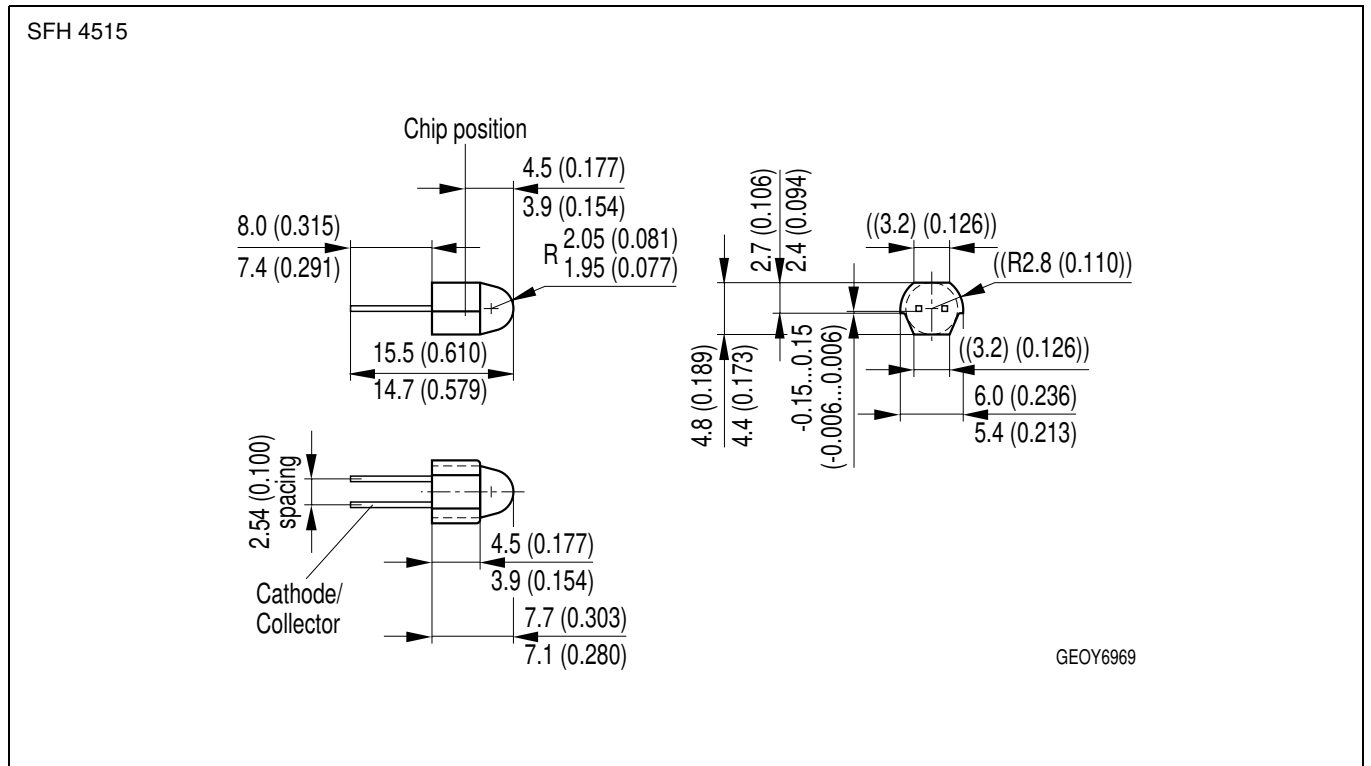 SFH 4515
Chip position
4.5 (0.177)
3.9 (0.154)
8.0 (0.315)
7.4 (0.291)
R
2.05 (0.081)
1.95 (0.077)
15.5 (0.610)
14.7 (0.579)
2.7 (0.106)
2.4 (0.094)
((3.2) (0.126))
((R2.8 (0.110))
4.8 (0.189)
4.4 (0.173)
-0.15...0.15
(-0.006...0.006)
((3.2) (0.126))
6.0 (0.236)
5.4 (0.213)
2.54 (0.100)
spacing
Cathode/
Collector
4.5 (0.177)
3.9 (0.154)
7.7 (0.303)
7.1 (0.280)
GEOY6969